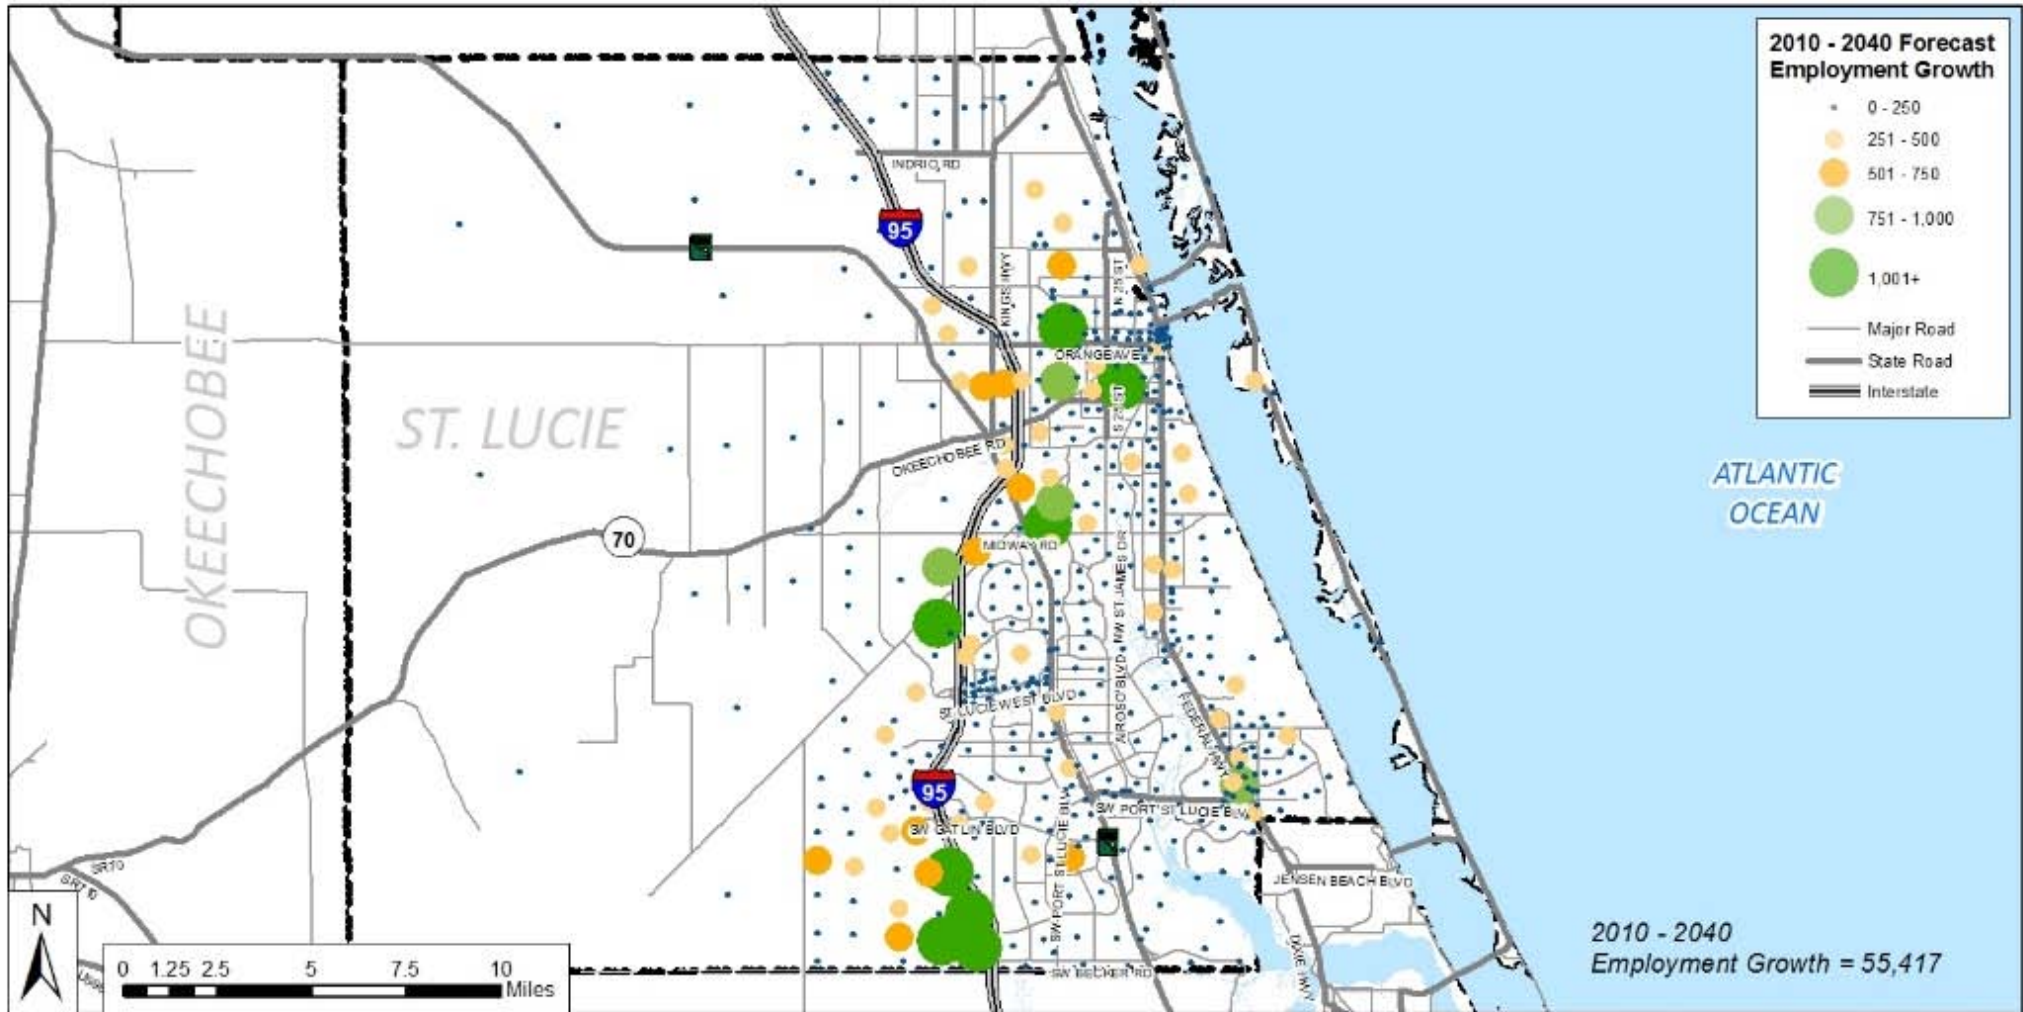 2010 - 2040 Forecast
Employment Growth
0 - 250
251 - 500
501 - 750
751 - 1,000
1,001+
Major Road
State Road
Interstate
INDRIO RD
95
KINGS HWY
N 25 ST
ORANGE AVE
S 25 ST
OKEECHOBEE
ST. LUCIE
OKEECHOBEE RD
ATLANTIC
OCEAN
70
MIDWAY RD
NW ST JAMES DR
AIROSO BLVD
ST LUCIE WEST BLVD
FEDERAL HWY
95
SW PORT ST LUCIE BLV
SW GATLIN BLVD
SW PORT ST LUCIE BLV
SR70
SR710
JENSEN BEACH BLVD
DIXIE HWY
SW BECKER RD
N
0 1.25 2.5 5 7.5 10
Miles
2010 - 2040
Employment Growth = 55,417